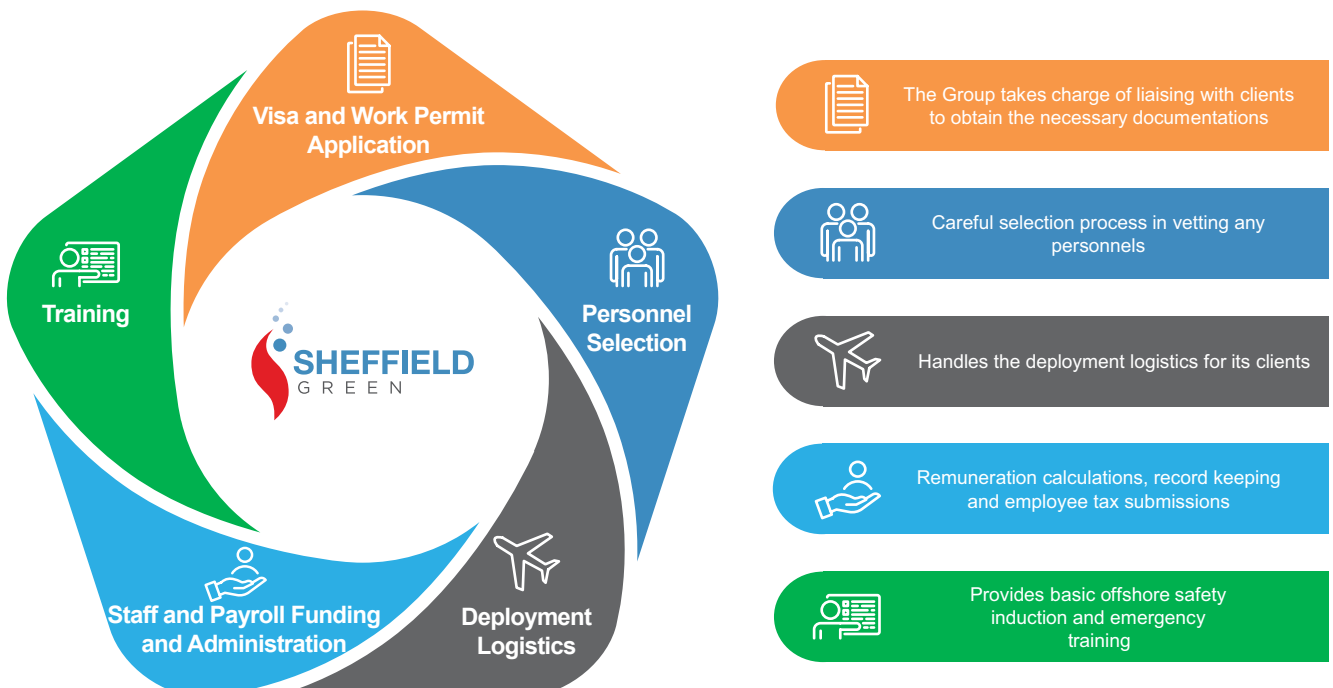 Visa and Work Permit
Application
Training
Personnel
Selection
SHEFFIELD
GREEN
Staff and Payroll Funding
and Administration
Deployment
Logistics
The Group takes charge of liaising with clients
to obtain the necessary documentations
Careful selection process in vetting any
personnels
Handles the deployment logistics for its clients
Remuneration calculations, record keeping
and employee tax submissions
Provides basic offshore safety
induction and emergency
training